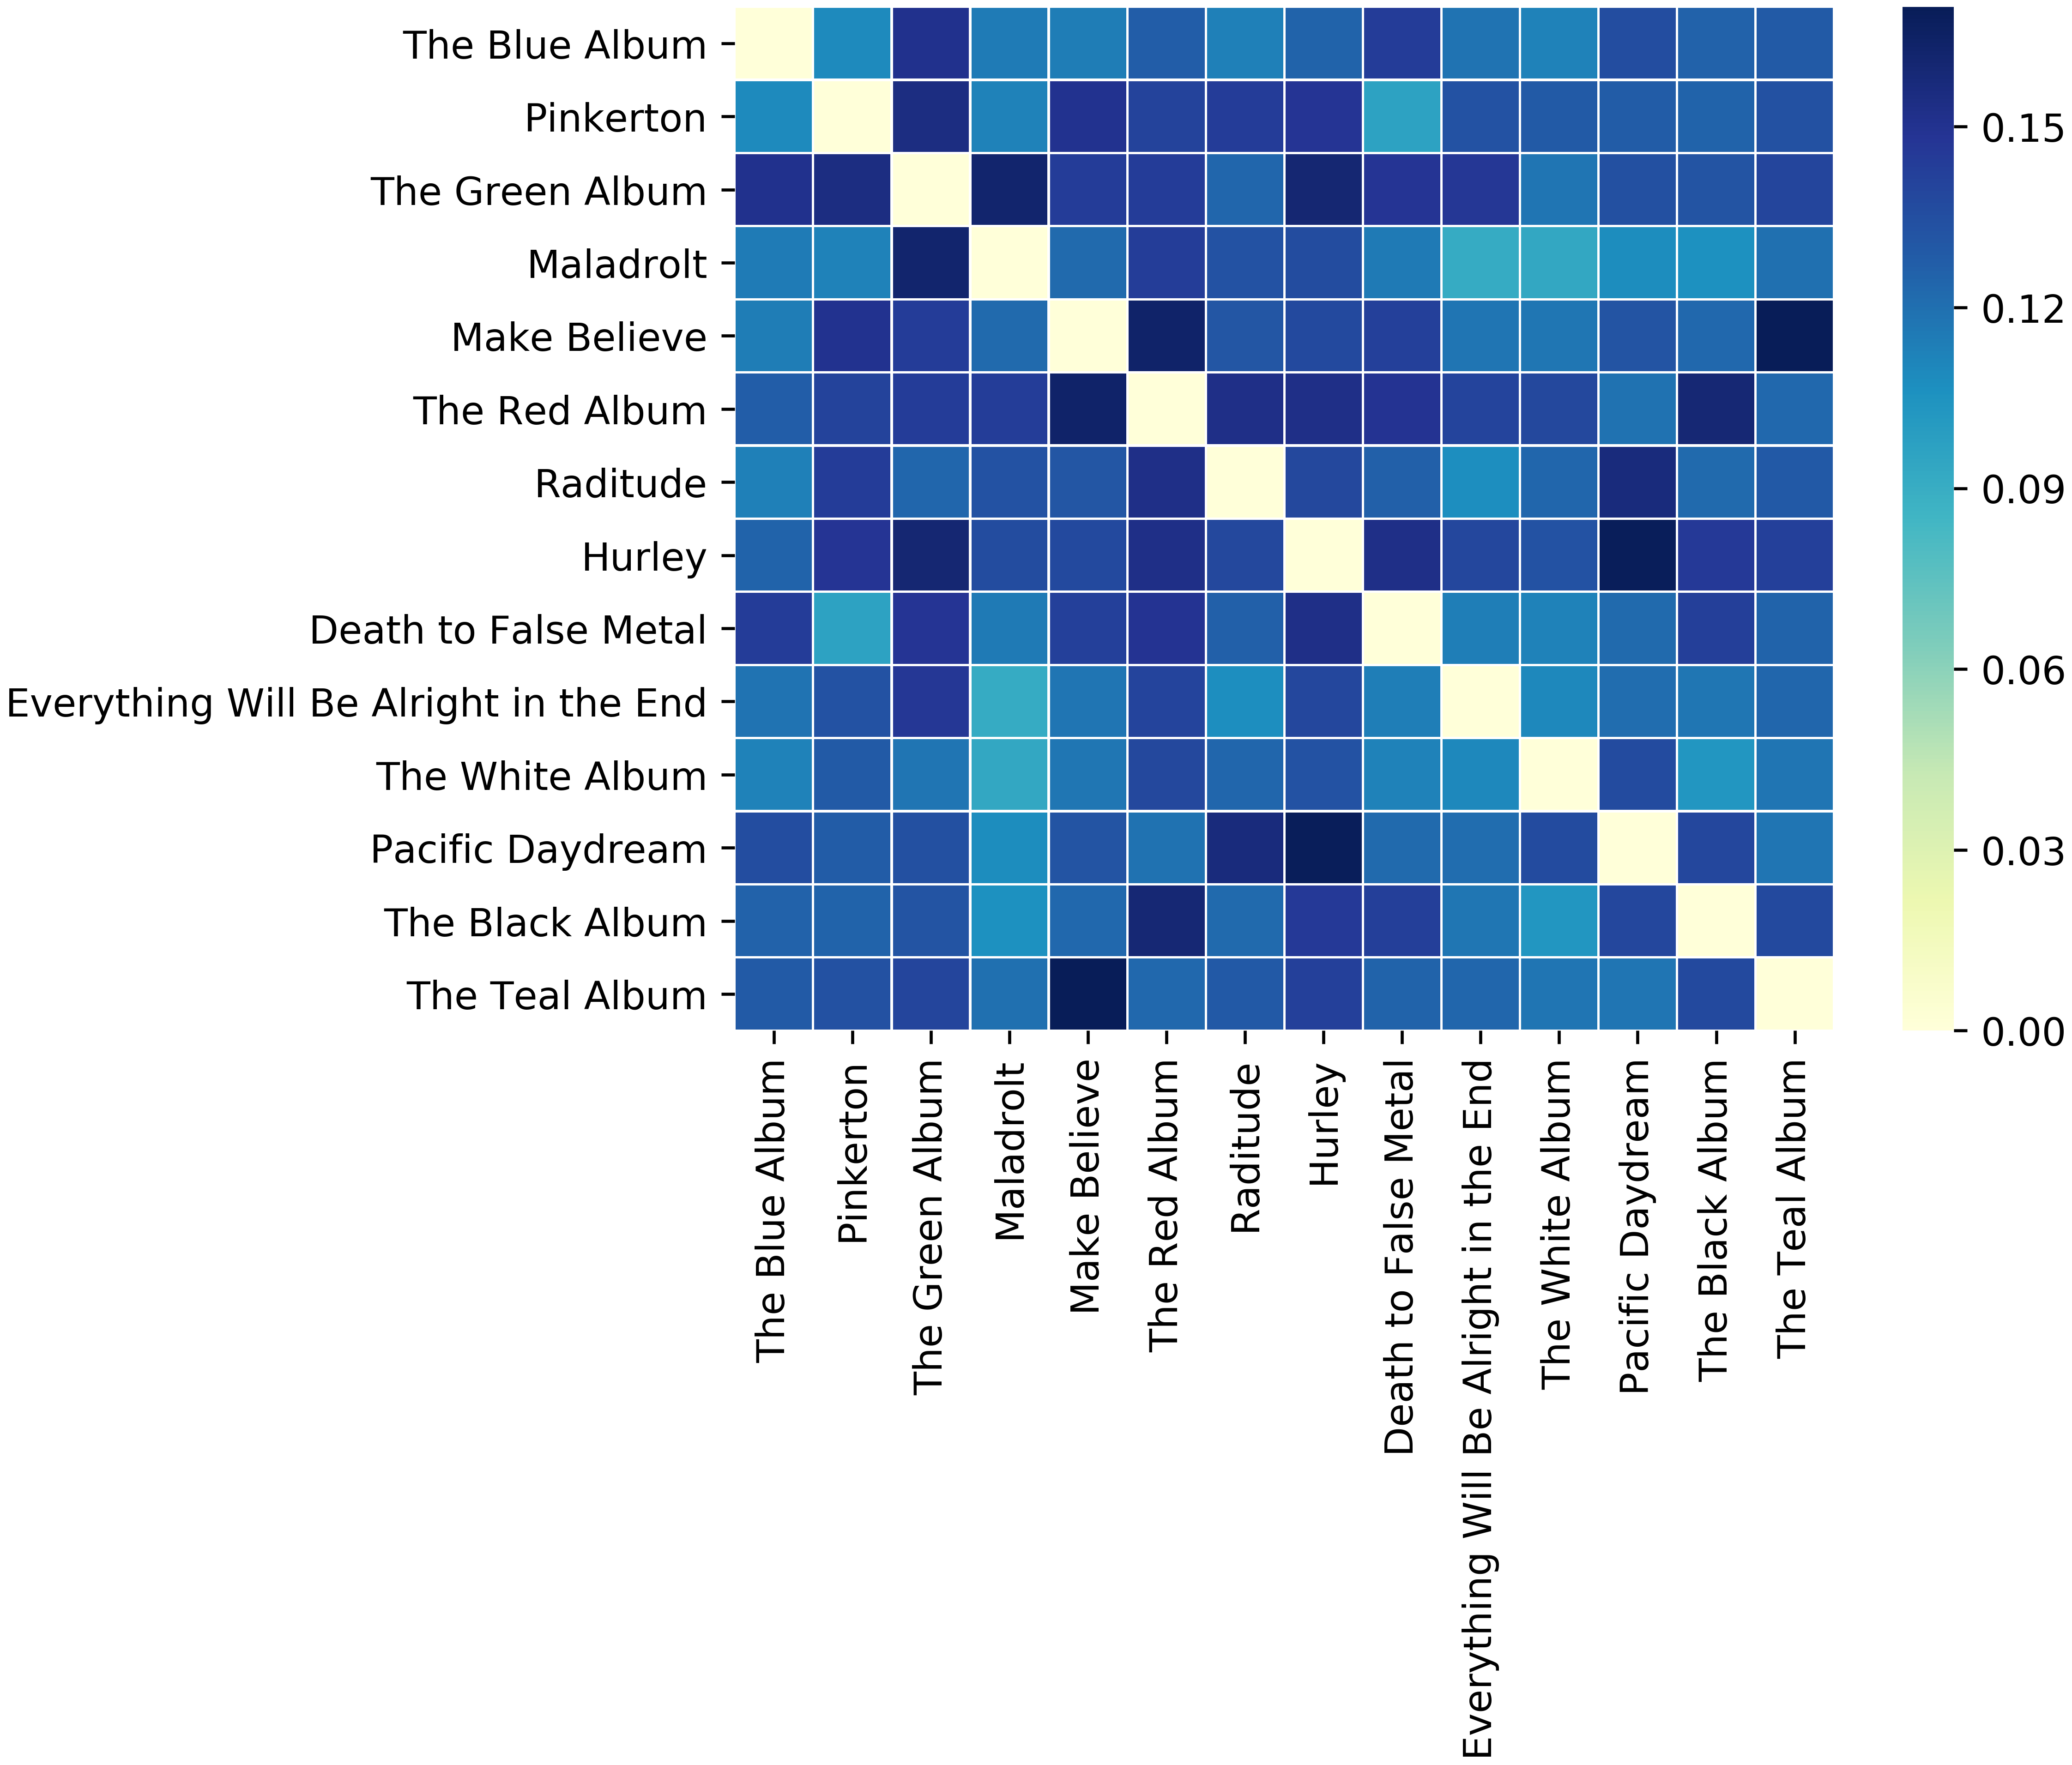 The Blue Album
Pinkerton
The Green Album
Maladrolt
Make Believe
The Red Album
Raditude
Hurley
Death to False Metal
Everything Will Be Alright in the End
The White Album
Pacific Daydream
The Black Album
The Teal Album
The Blue Album
Pinkerton
The Green Album
Maladrolt
Make Believe
The Red Album
Raditude
Hurley
Death to False Metal
Everything Will Be Alright in the End
The White Album
Pacific Daydream
The Black Album
The Teal Album
0.15
0.12
0.09
0.06
0.03
0.00